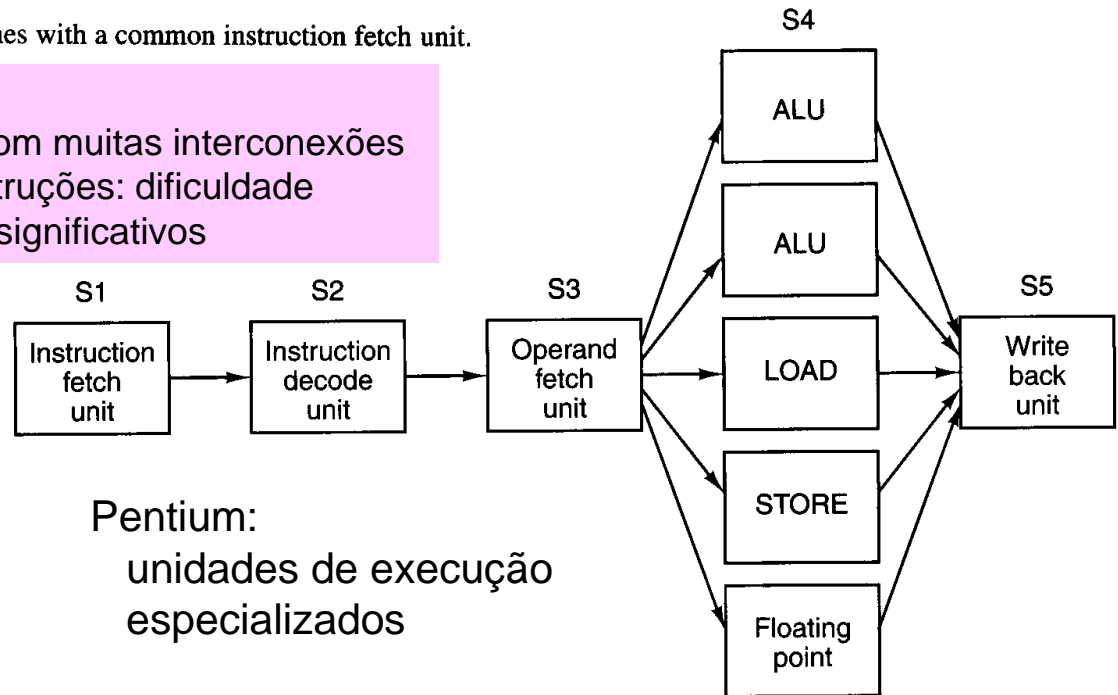 nes with a common instruction fetch unit.
om muitas interconexões
truções: dificuldade
significativos
S4
ALU
ALU
S1
S2
S3
S5
Instruction
fetch
unit
Instruction
decode
unit
Operand
fetch
unit
LOAD
Write
back
unit
STORE
Floating
point
Pentium:
unidades de execução
especializados